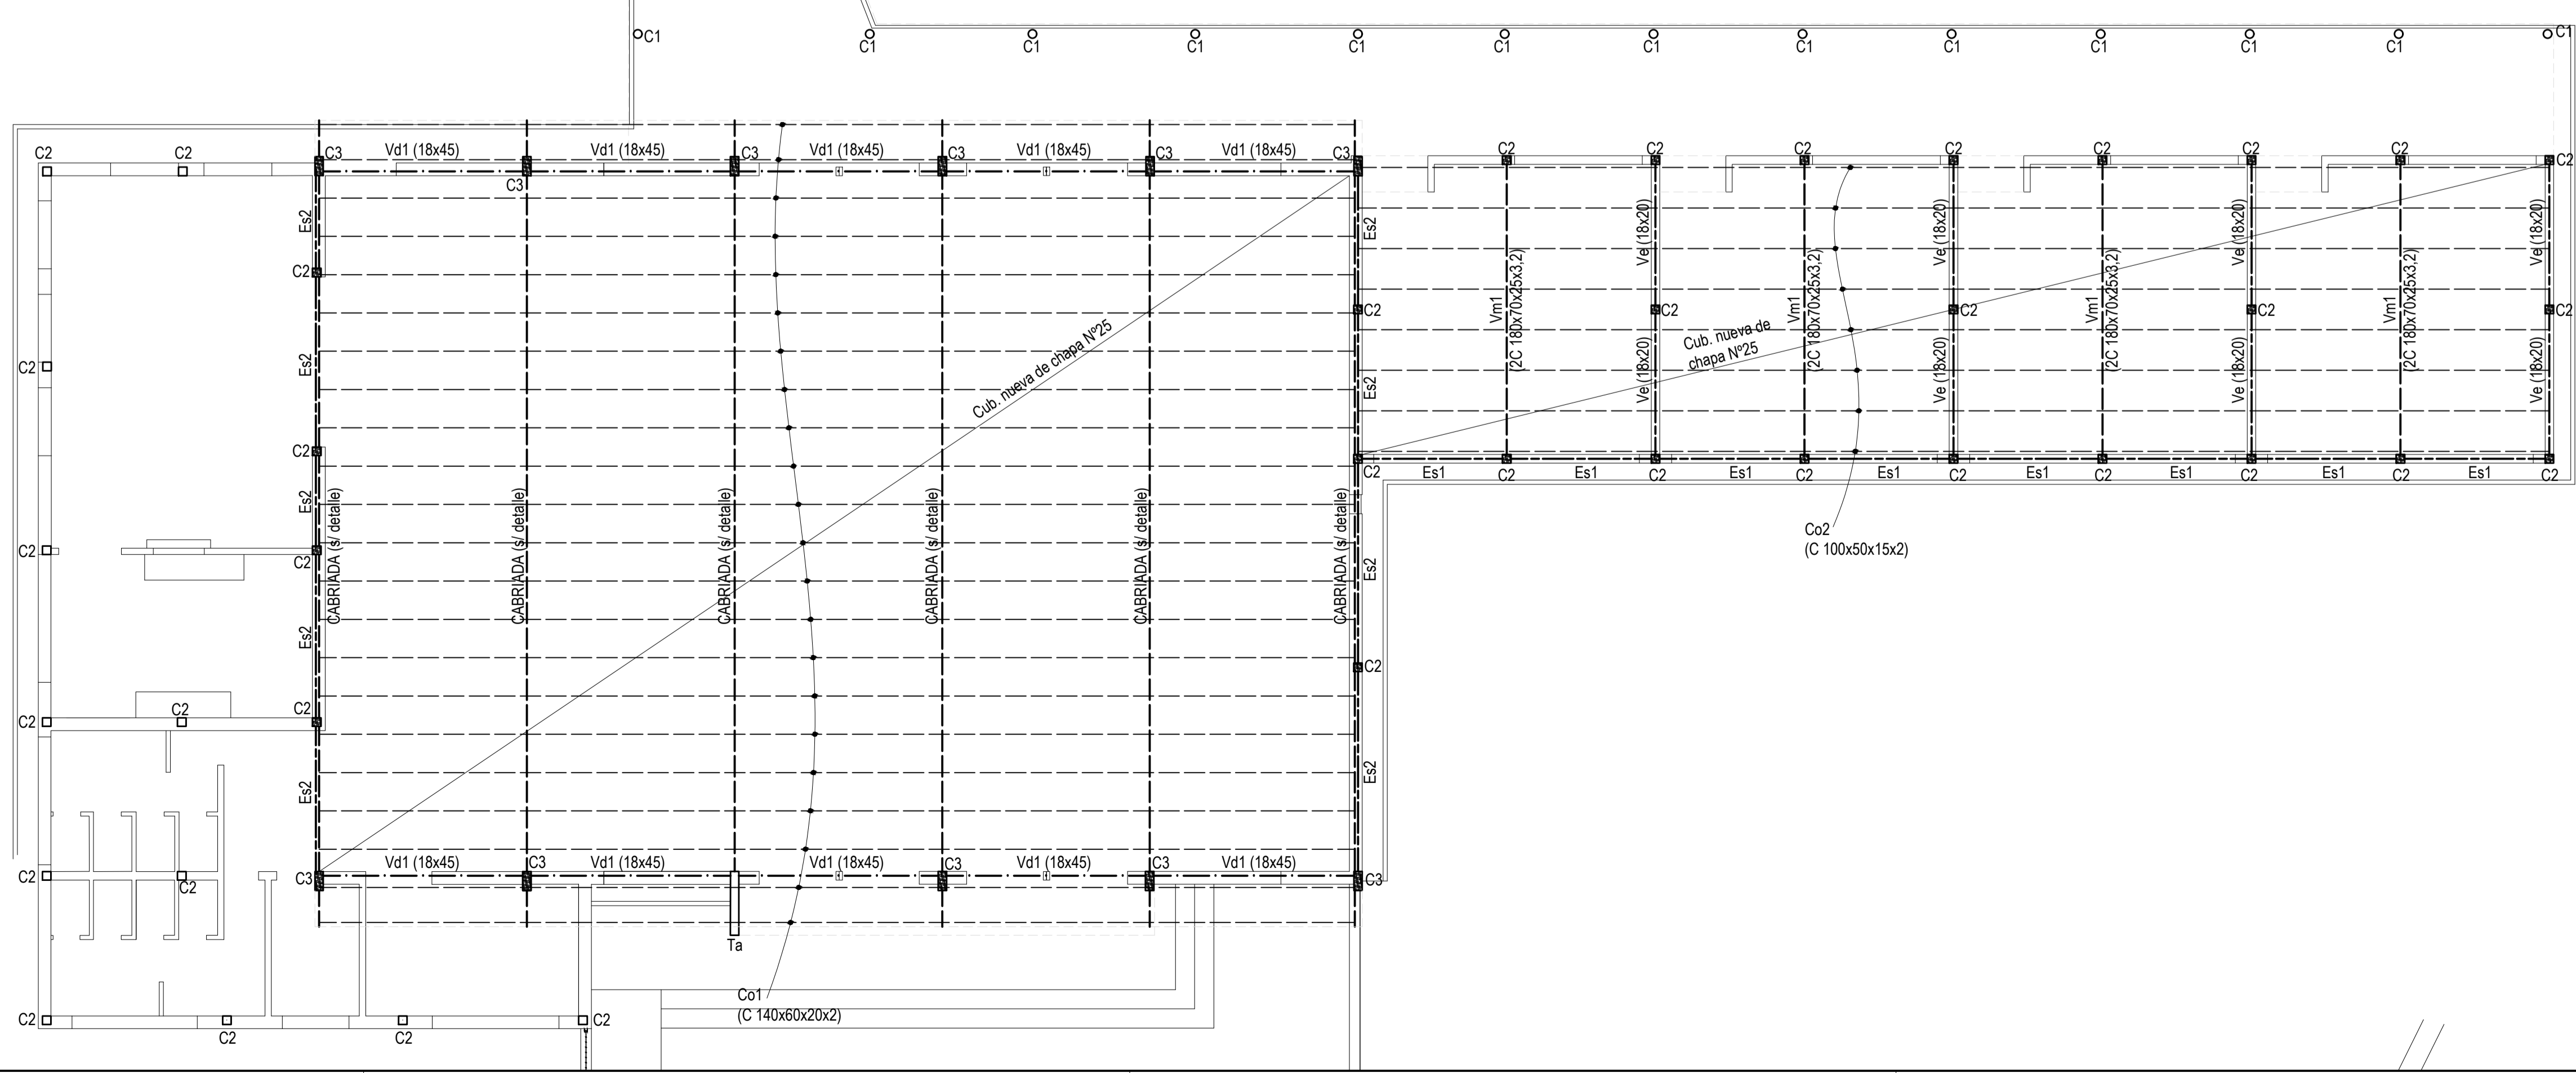 C1
C1
C1
C1
C1
C1
C1
C1
C1
C1
C1
C1
C1
C2
C2
C3
Vd1 (18x45)
Vd1 (18x45)
C3
Vd1 (18x45)
C3
Vd1 (18x45)
C3
Vd1 (18x45)
C3
C3
C2
C2
C2
C2
C2
C2
C2
C2
Es2
Es2
Ve (18x20)
Ve (18x20)
Ve (18x20)
Ve (18x20)
C2
C2
C2
C2
C2
C2
Vm1
(2C 180x70x25x3,2)
Vm1
(2C 180x70x25x3,2)
Vm1
(2C 180x70x25x3,2)
Vm1
(2C 180x70x25x3,2)
Cub. nueva de chapa Nº25
Cub. nueva de
chapa Nº25
C2
Es2
Es2
Ve (18x20)
Ve (18x20)
Ve (18x20)
Ve (18x20)
C2
C2
Es1
C2
Es1
C2
Es1
C2
Es1
C2
Es1
C2
Es1
C2
Es1
C2
Es1
C2
Es2
CABRIADA (s/ detalle)
CABRIADA (s/ detalle)
CABRIADA (s/ detalle)
CABRIADA (s/ detalle)
CABRIADA (s/ detalle)
CABRIADA (s/ detalle)
Co2
(C 100x50x15x2)
C2
C2
Es2
Es2
C2
C2
C2
C2
Es2
Es2
Vd1 (18x45)
C3
Vd1 (18x45)
Vd1 (18x45)
C3
Vd1 (18x45)
C3
Vd1 (18x45)
C2
C2
C3
C3
Ta
Co1
(C 140x60x20x2)
C2
C2
C2
C2